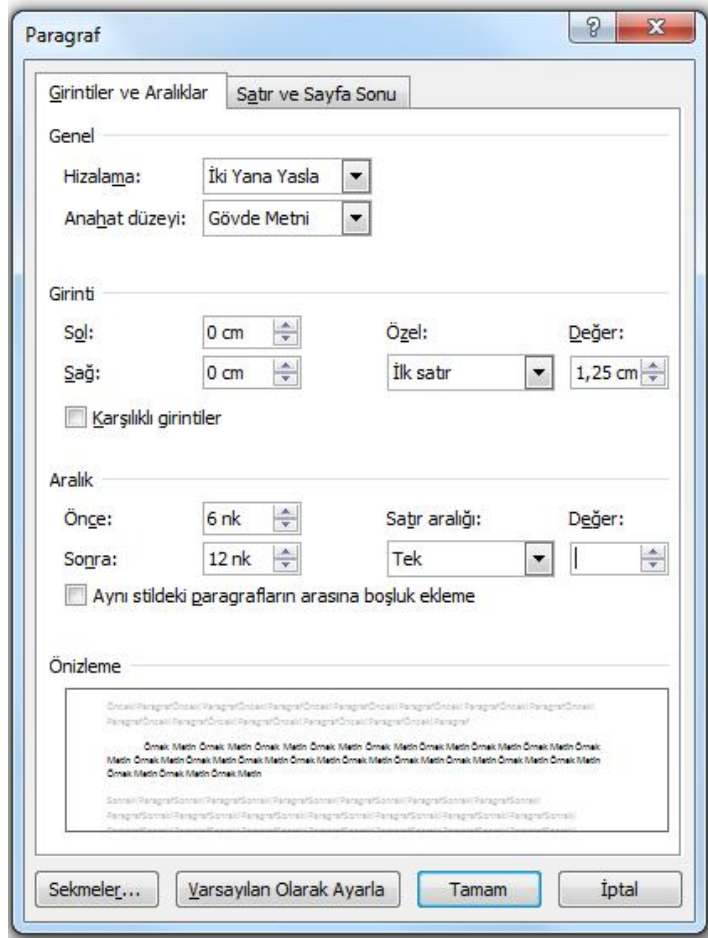 Paragraf
Girintiler ve Aralıklar
Satır ve Sayfa Sonu
Genel
Hizalama: İki Yana Yasla
Anahat düzeyi: Gövde Metni
Girinti
Sol: 0 cm Özel: Değer:
Sağ: 0 cm İlk satır 1,25 cm
Karşılıklı girintiler
Aralık
Önce: 6 nk Satır aralığı: Değer:
Sonra: 12 nk Tek
Aynı stildeki paragrafların arasına boşluk ekleme
Önizleme
Örnek Metin Örnek Metin Örnek Metin Örnek Metin Örnek Metin Örnek Metin Örnek Metin Örnek Metin Örnek
Metin Örnek Metin Örnek Metin Örnek Metin Örnek Metin Örnek Metin Örnek Metin Örnek Metin Örnek Metin
Örnek Metin Örnek Metin Örnek Metin
Sekmeler... Varsayılan Olarak Ayarla Tamam İptal